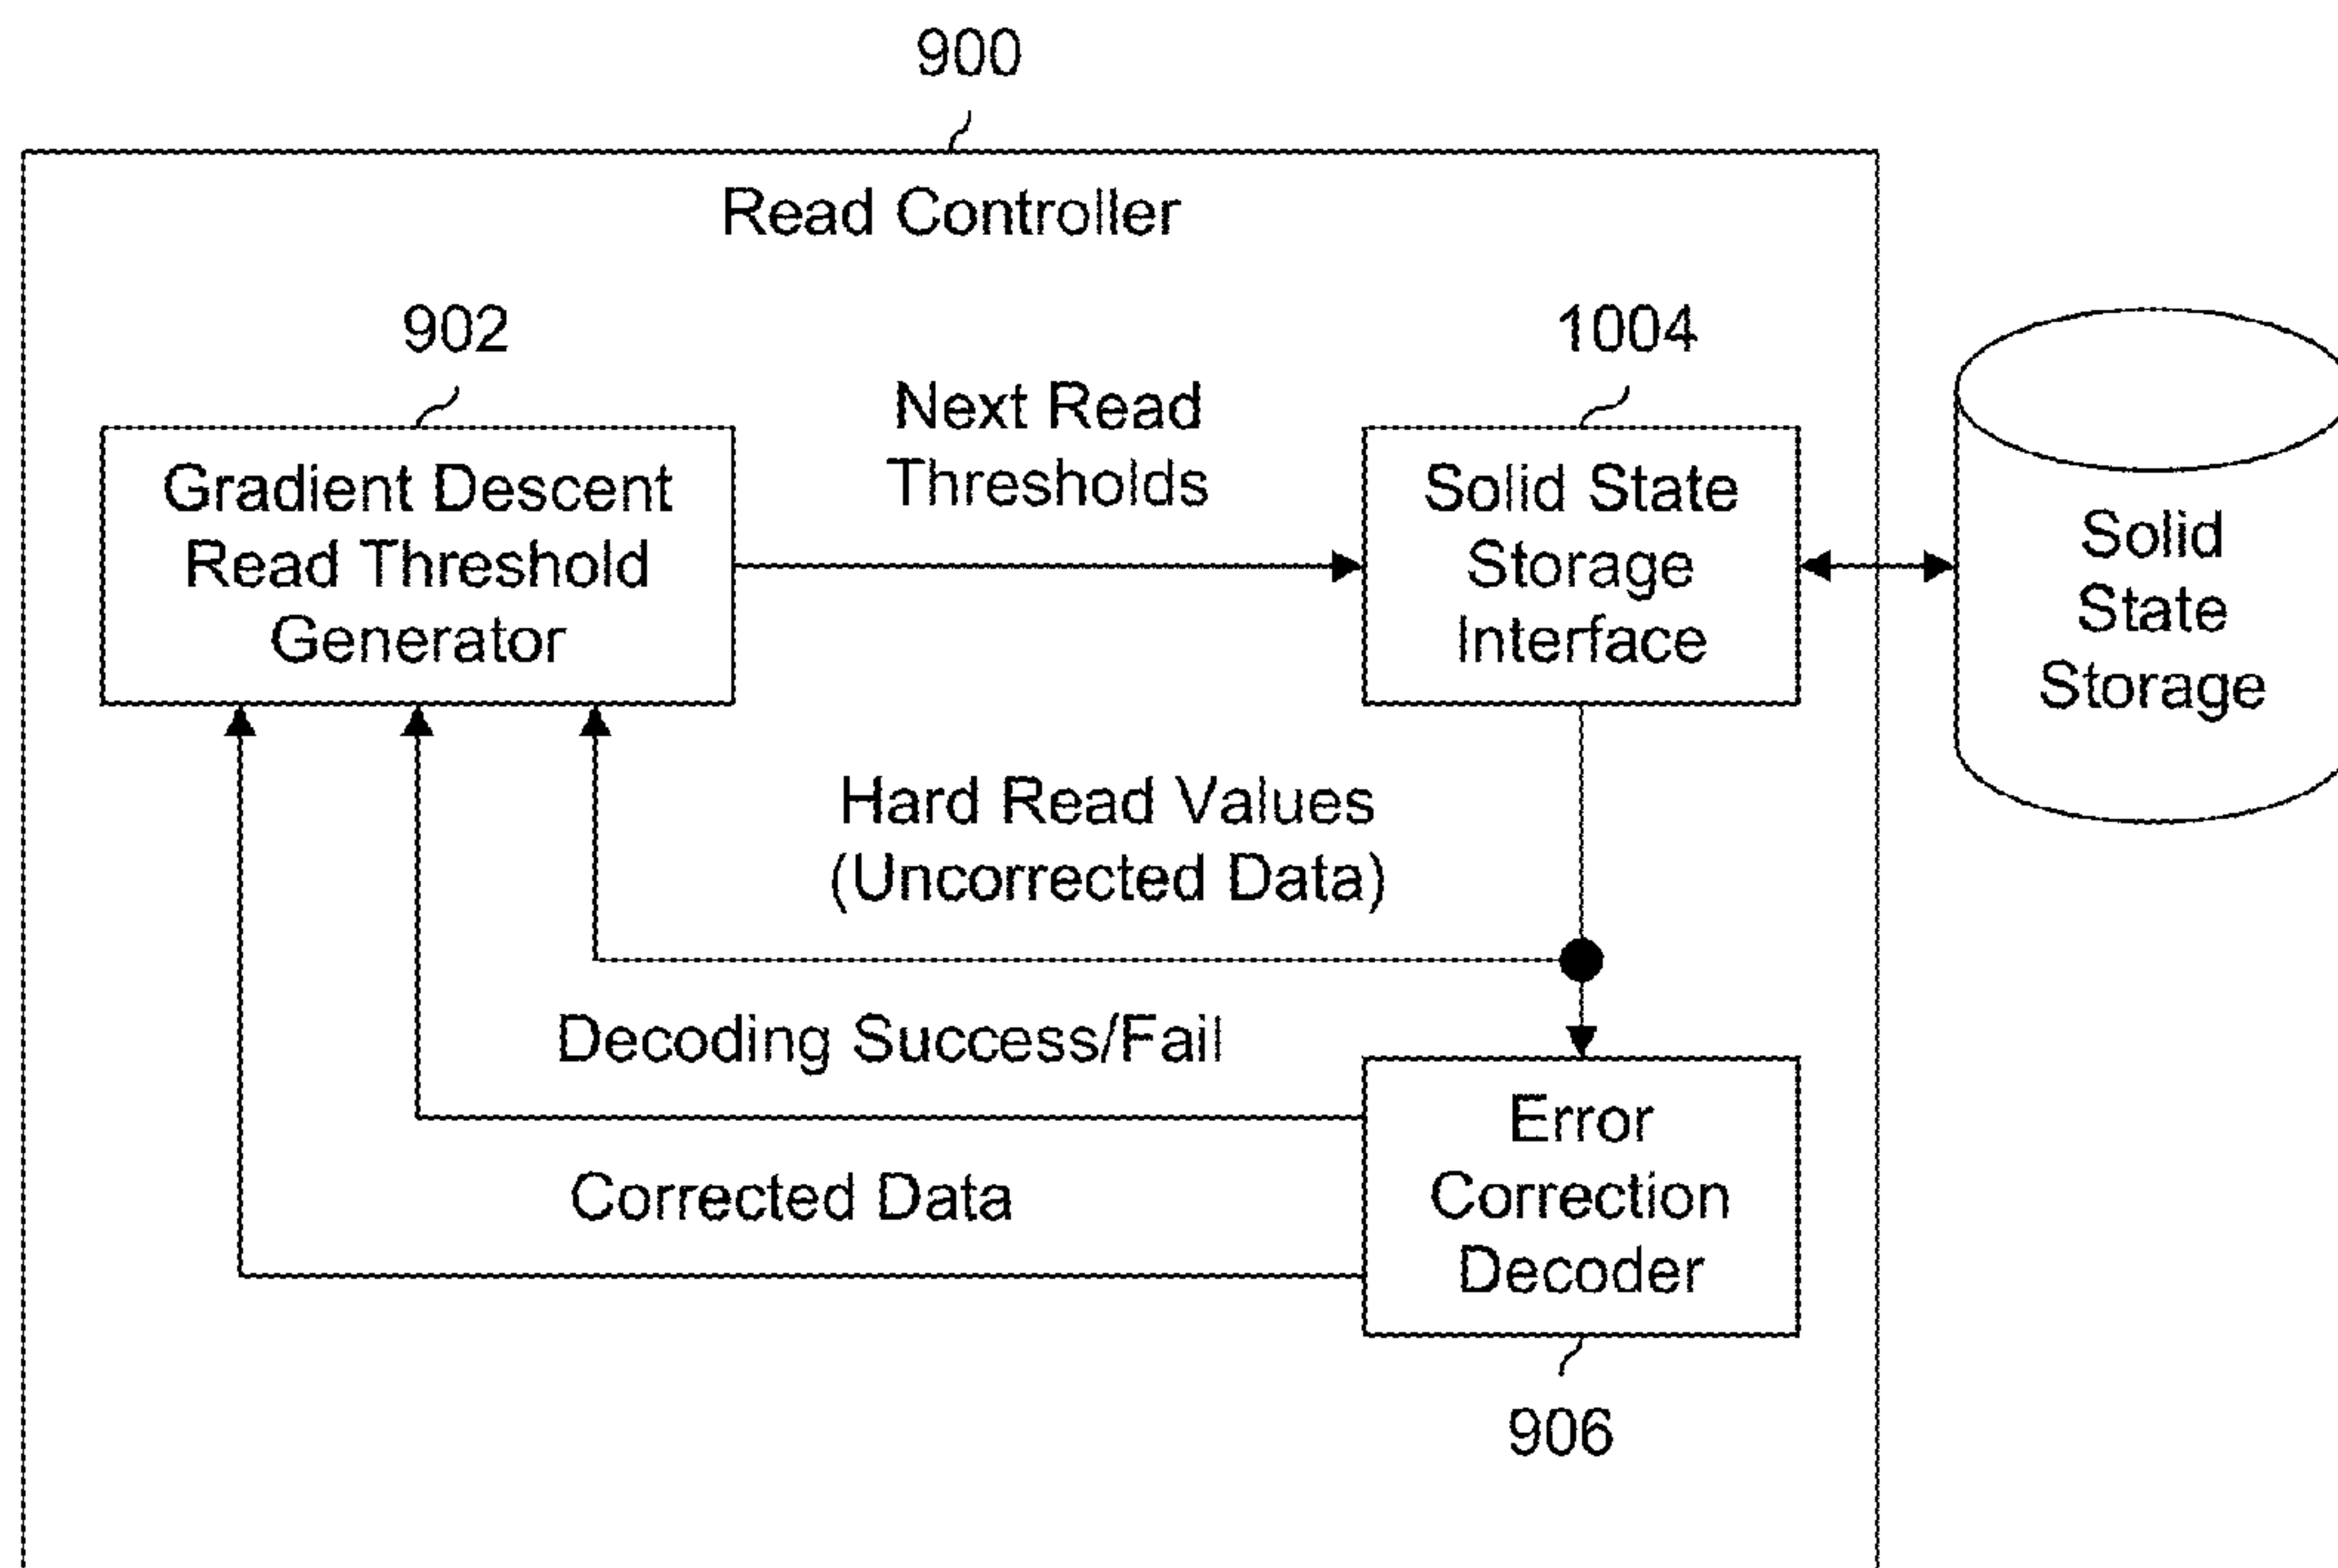 900
Read Controller
902
1004
Next Read
Thresholds
Gradient Descent
Read Threshold
Generator
Solid State
Storage
Interface
Solid
State
Storage
Hard Read Values
(Uncorrected Data)
Decoding Success/Fail
Corrected Data
Error
Correction
Decoder
906